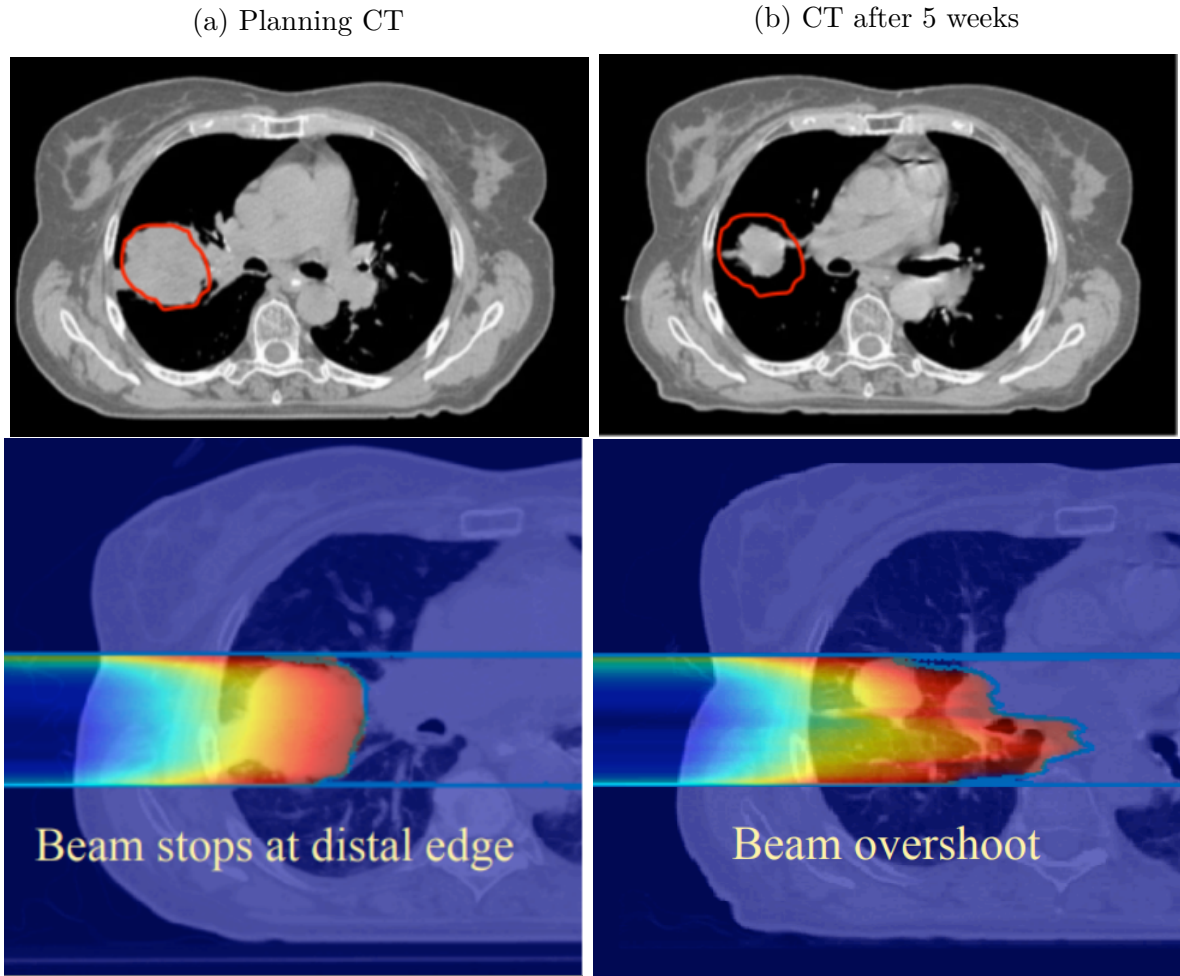 (a) Planning CT
(b) CT after 5 weeks
Beam stops at distal edge
Beam overshoot